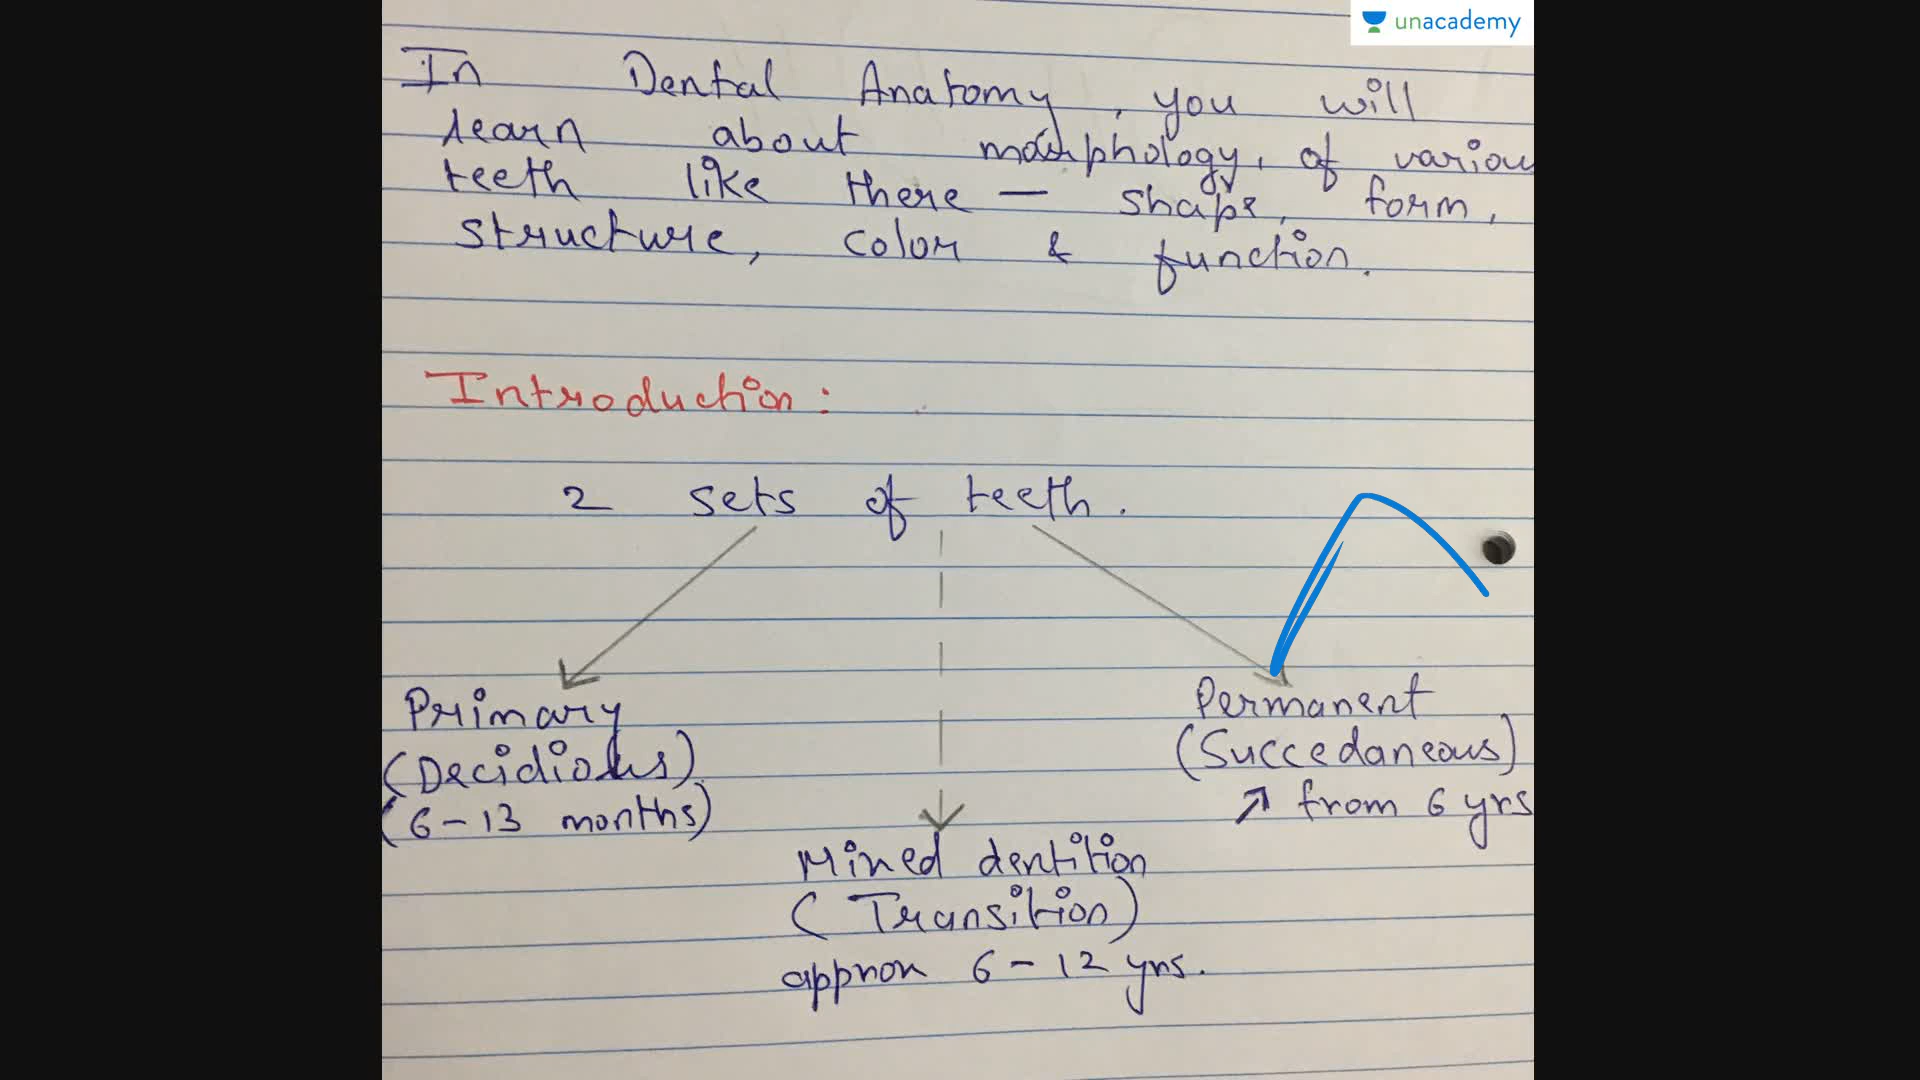 unacademy
In Dental Anatomy, you will
learn about morphology, of various
teeth like there — shape, form,
structure, color & function.
Introduction:
2 sets of teeth.
Primary
(Decidious)
(6-13 months)
Permanent
(Succedaneous)
↗ from 6 yrs
Mixed dentition
(Transition)
approx 6-12 yrs.